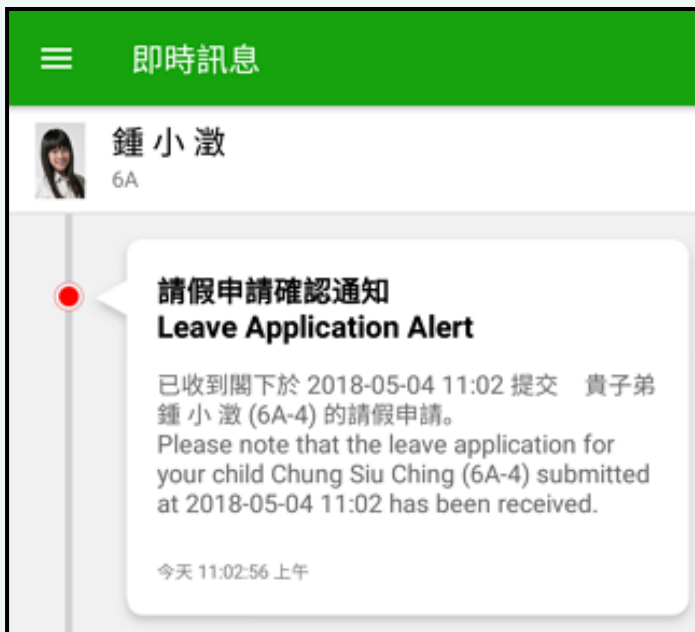 即時訊息
鍾 小 澂
6A
請假申請確認通知
Leave Application Alert
已收到閣下於 2018-05-04 11:02 提交　貴子弟
鍾 小 澂 (6A-4) 的請假申請。
Please note that the leave application for
your child Chung Siu Ching (6A-4) submitted
at 2018-05-04 11:02 has been received.
今天 11:02:56 上午